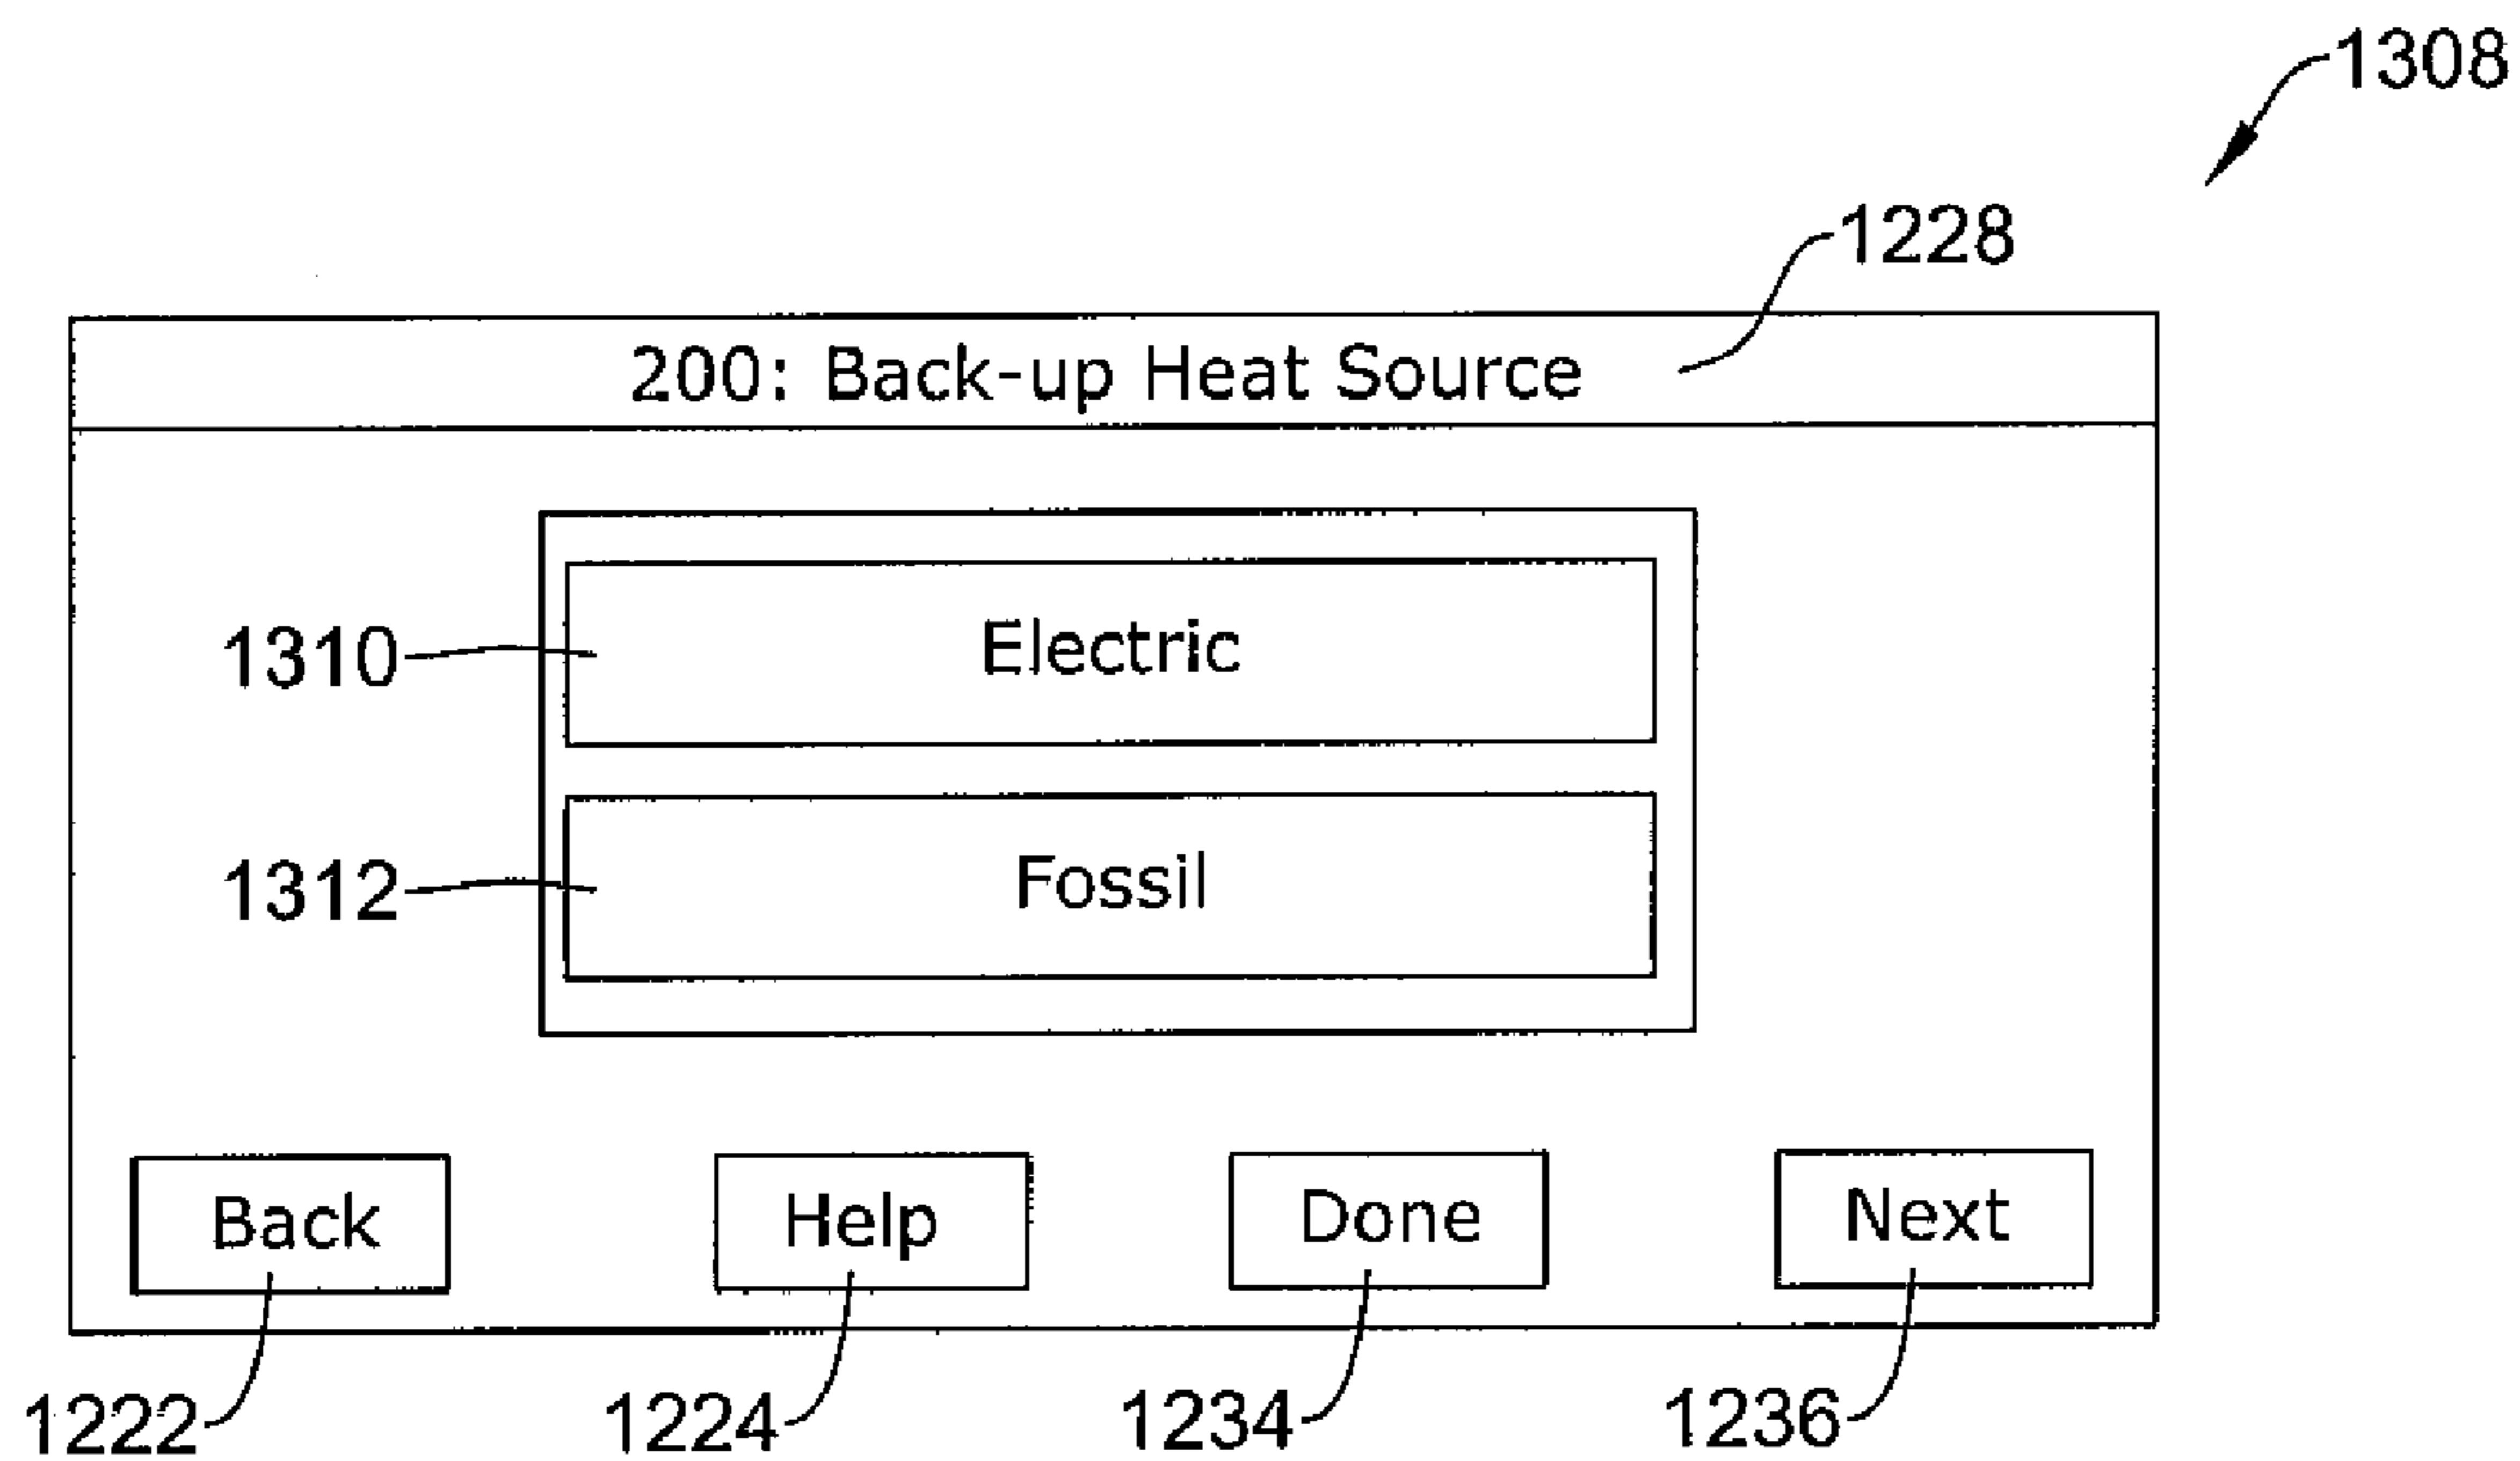 1308
1228
200: Back-up Heat Source
1310
Electric
1312
Fossil
Back Help Done Next
1222 1224 1234 1236